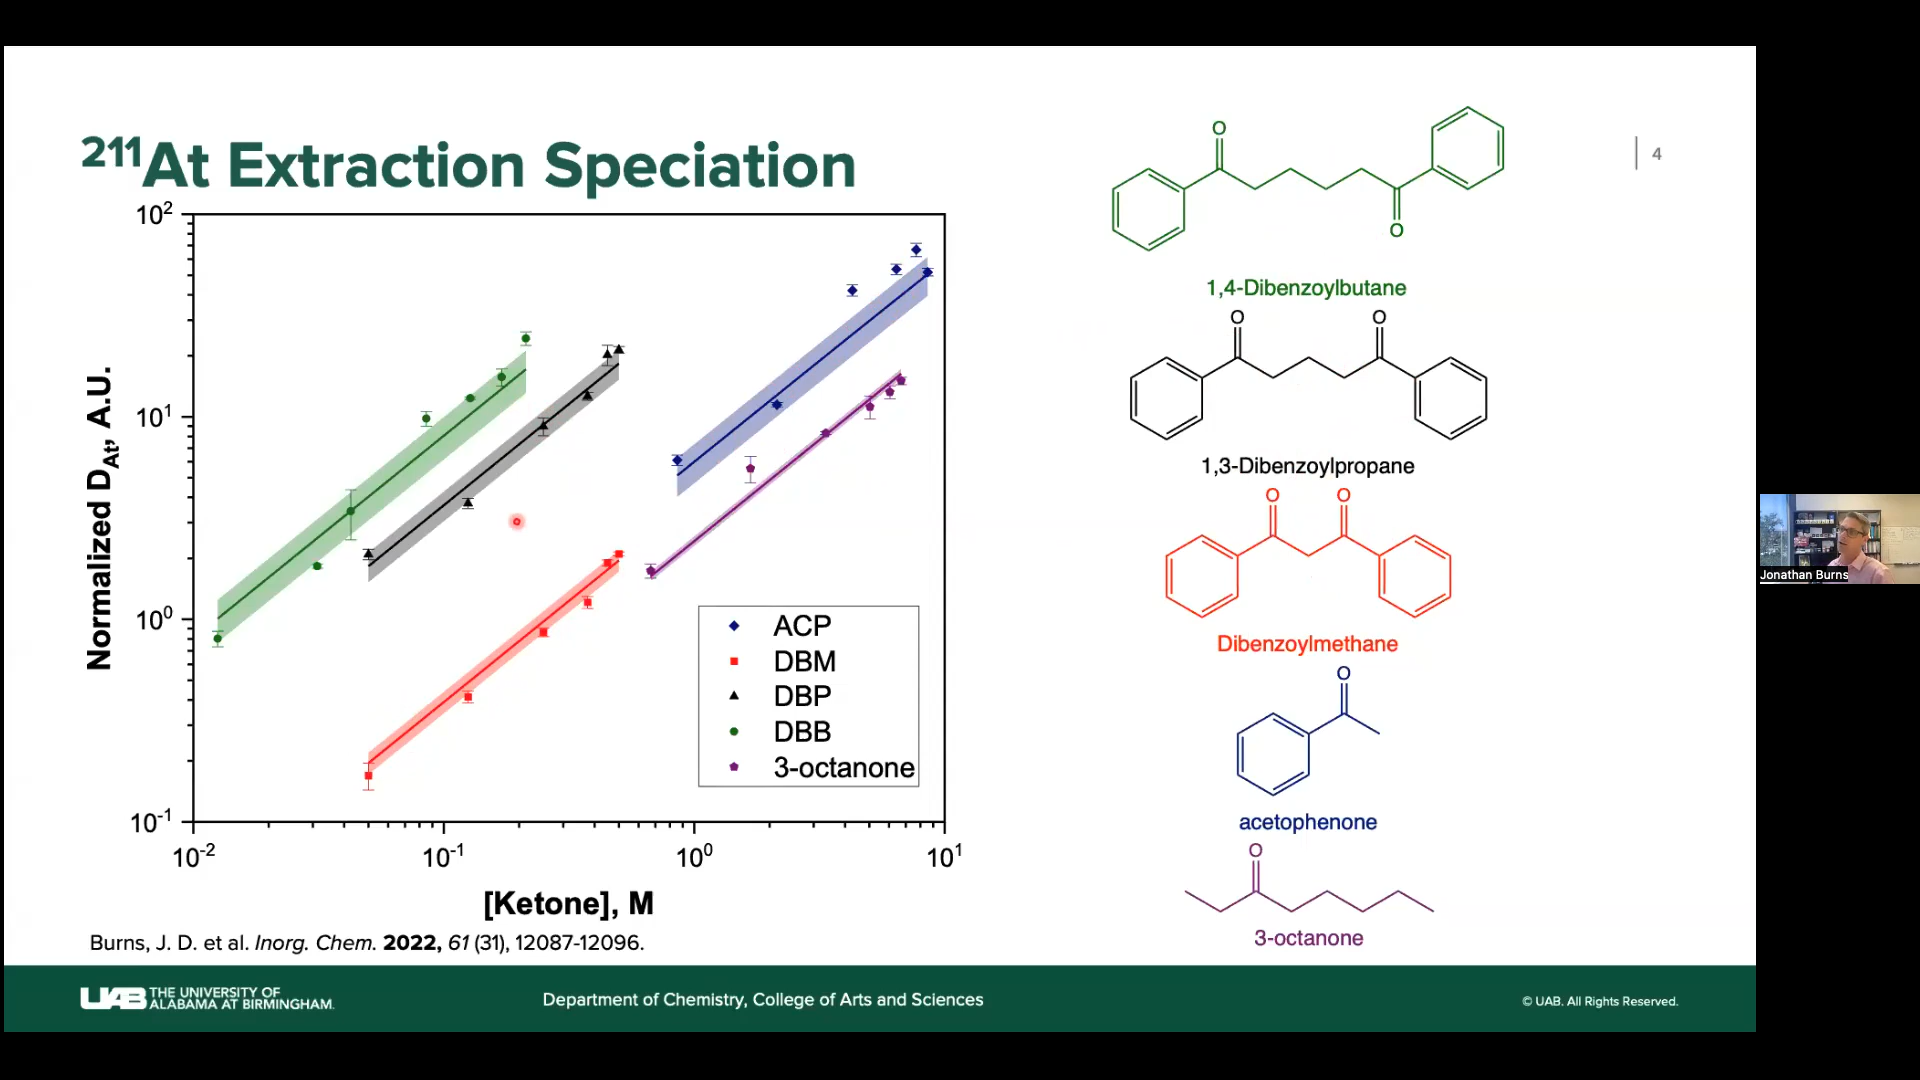 ²¹¹At Extraction Speciation
4
Normalized D_At, A.U.
10²
10¹
10⁰
10⁻¹
10⁻²
10⁻¹
10⁰
10¹
[Ketone], M
ACP
DBM
DBP
DBB
3-octanone
O
O
1,4-Dibenzoylbutane
O
O
1,3-Dibenzoylpropane
O
O
Dibenzoylmethane
O
acetophenone
O
3-octanone
Burns, J. D. et al. Inorg. Chem. 2022, 61 (31), 12087-12096.
UAB THE UNIVERSITY OF
ALABAMA AT BIRMINGHAM.
Department of Chemistry, College of Arts and Sciences
© UAB. All Rights Reserved.
Jonathan Burns